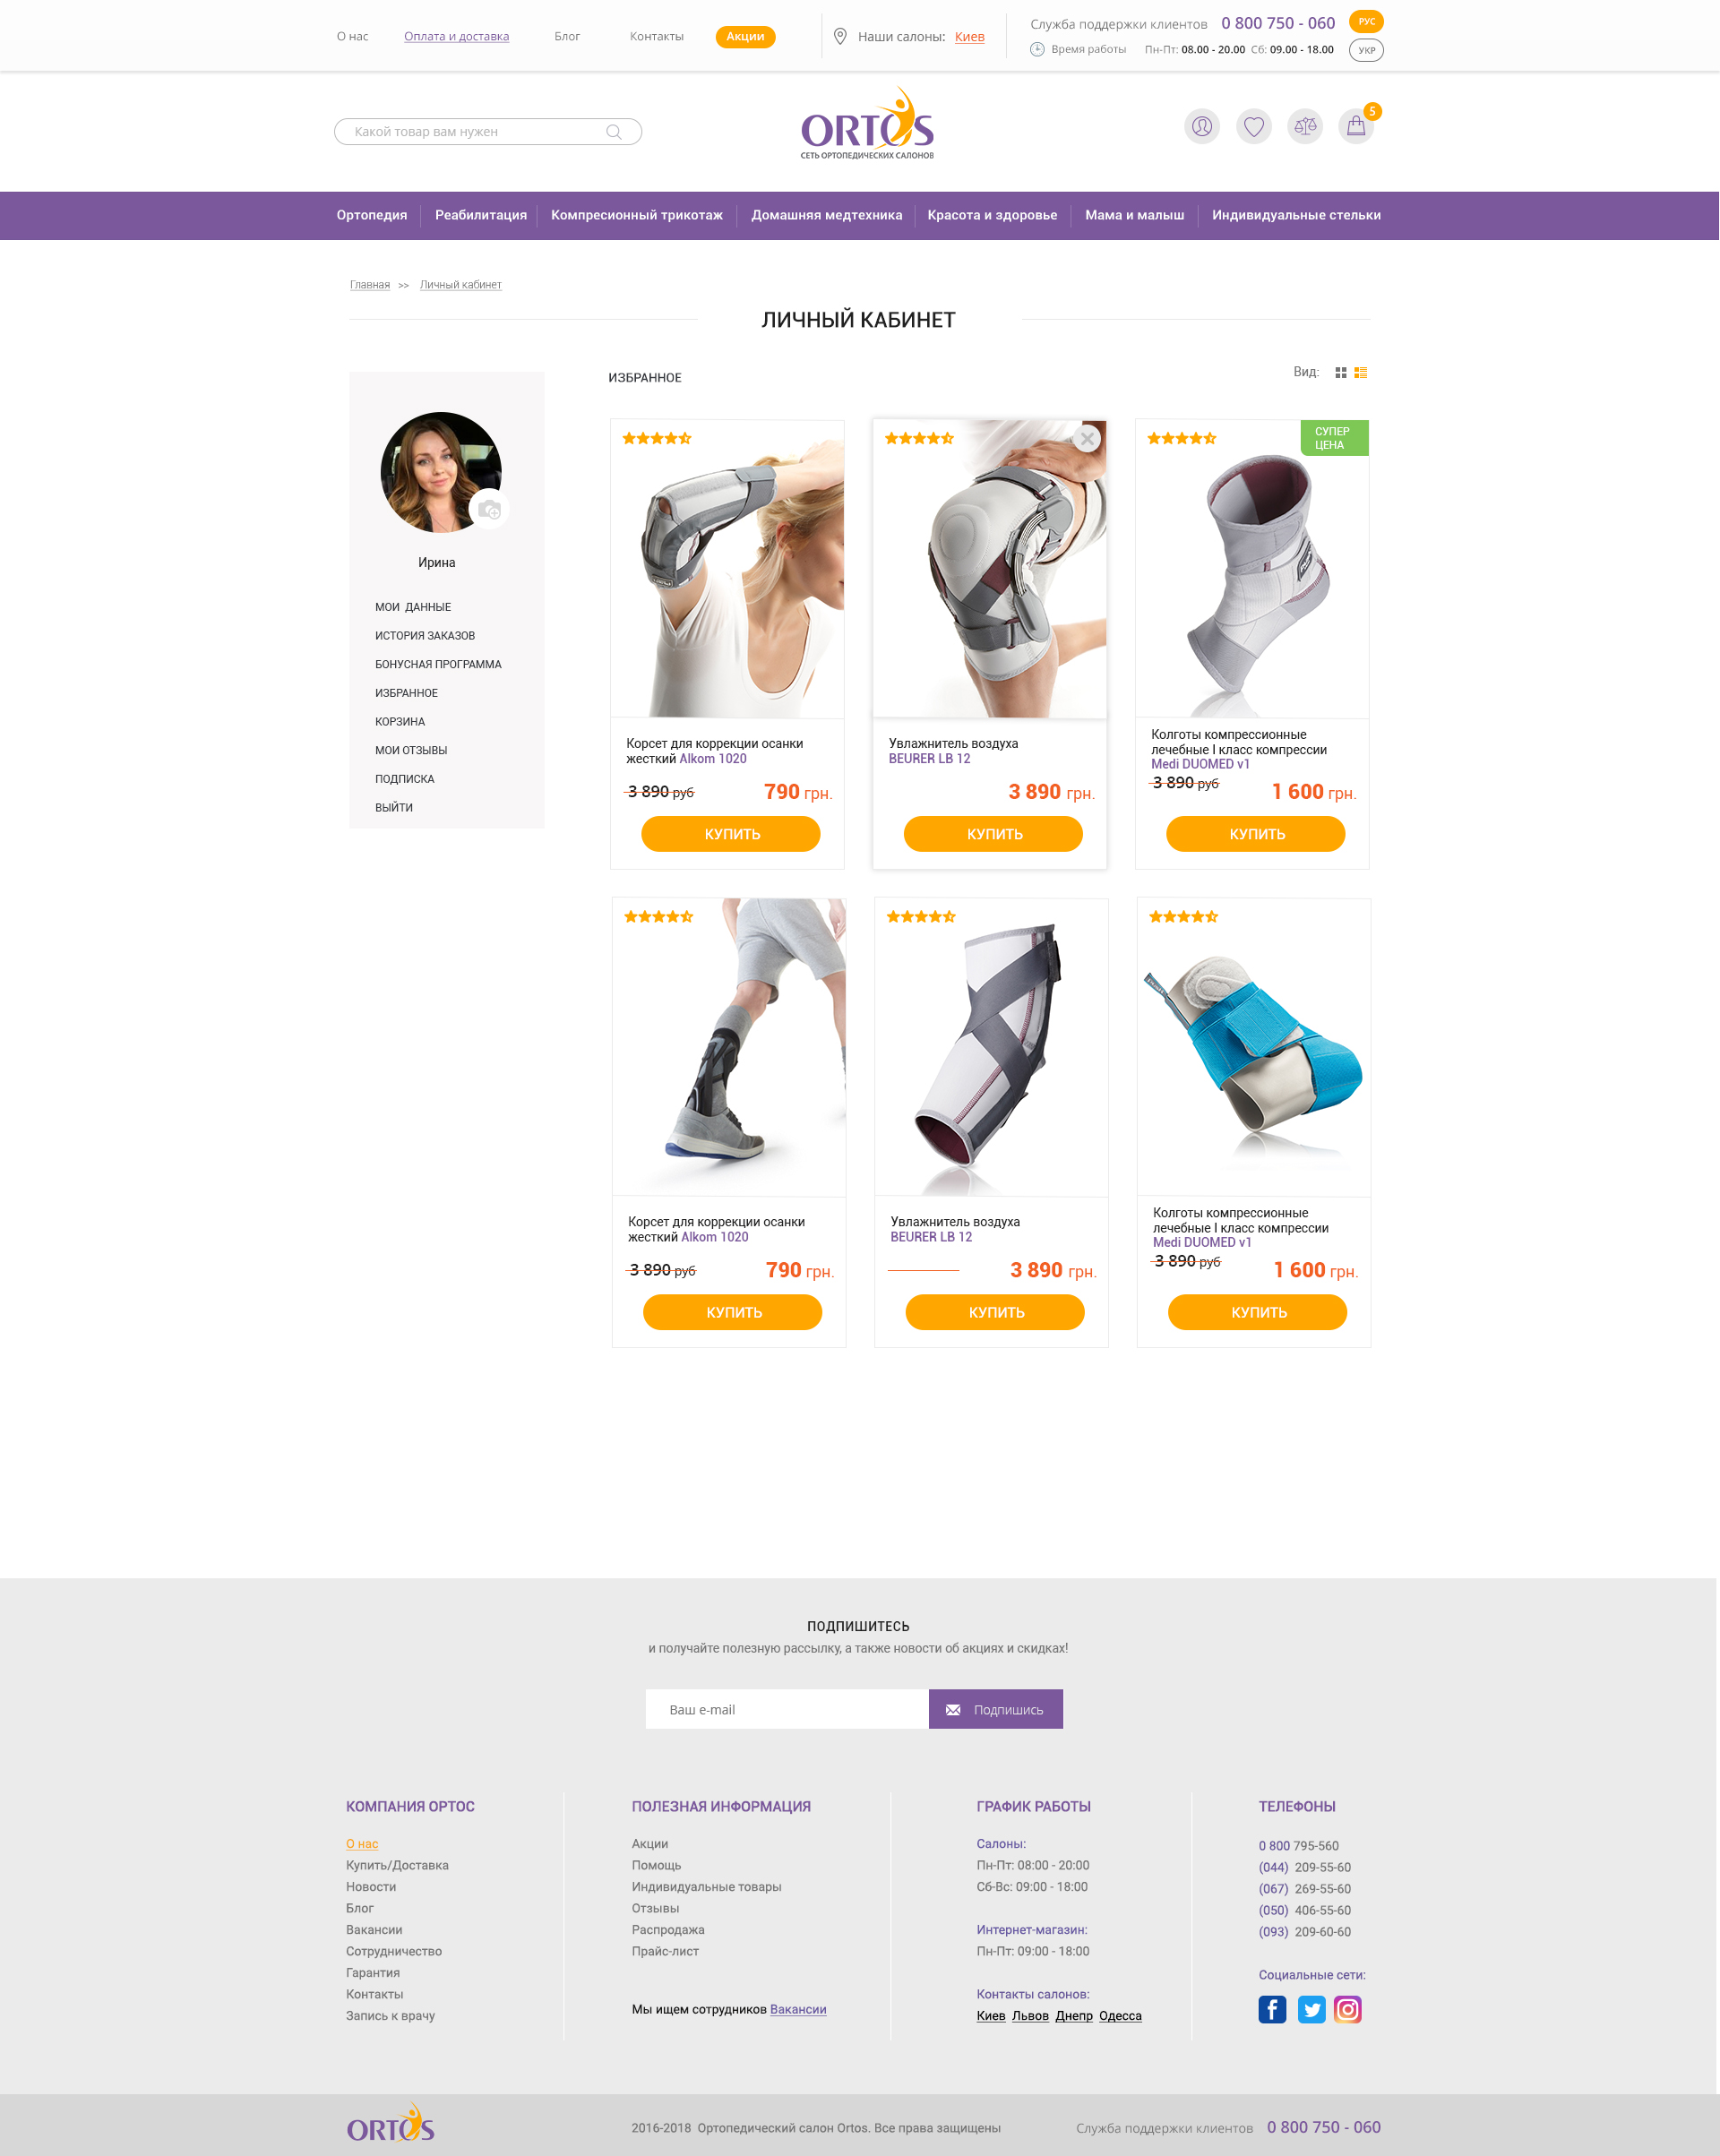 О нас
Оплата и доставка
Блог
Контакты
Акции
Наши салоны: Киев
Служба поддержки клиентов 0 800 750 - 060
Время работы Пн-Пт: 08.00 - 20.00 Сб: 09.00 - 18.00
РУС
УКР
Какой товар вам нужен
ORTOS
СЕТЬ ОРТОПЕДИЧЕСКИХ САЛОНОВ
5
Ортопедия
Реабилитация
Компресионный трикотаж
Домашняя медтехника
Красота и здоровье
Мама и малыш
Индивидуальные стельки
Главная >> Личный кабинет
ЛИЧНЫЙ КАБИНЕТ
Ирина
МОИ ДАННЫЕ
ИСТОРИЯ ЗАКАЗОВ
БОНУСНАЯ ПРОГРАММА
ИЗБРАННОЕ
КОРЗИНА
МОИ ОТЗЫВЫ
ПОДПИСКА
ВЫЙТИ
ИЗБРАННОЕ
Вид:
Корсет для коррекции осанки
жесткий Alkom 1020
3 890 руб
790 грн.
КУПИТЬ
Увлажнитель воздуха
BEURER LB 12
3 890 грн.
КУПИТЬ
СУПЕР
ЦЕНА
Колготы компрессионные
лечебные I класс компрессии
Medi DUOMED v1
3 890 руб
1 600 грн.
КУПИТЬ
Корсет для коррекции осанки
жесткий Alkom 1020
3 890 руб
790 грн.
КУПИТЬ
Увлажнитель воздуха
BEURER LB 12
3 890 грн.
КУПИТЬ
Колготы компрессионные
лечебные I класс компрессии
Medi DUOMED v1
3 890 руб
1 600 грн.
КУПИТЬ
ПОДПИШИТЕСЬ
и получайте полезную рассылку, а также новости об акциях и скидках!
Ваш e-mail
Подпишись
КОМПАНИЯ ОРТОС
О нас
Купить/Доставка
Новости
Блог
Вакансии
Сотрудничество
Гарантия
Контакты
Запись к врачу
ПОЛЕЗНАЯ ИНФОРМАЦИЯ
Акции
Помощь
Индивидуальные товары
Отзывы
Распродажа
Прайс-лист
Мы ищем сотрудников Вакансии
ГРАФИК РАБОТЫ
Салоны:
Пн-Пт: 08:00 - 20:00
Сб-Вс: 09:00 - 18:00
Интернет-магазин:
Пн-Пт: 09:00 - 18:00
Контакты салонов:
Киев Львов Днепр Одесса
ТЕЛЕФОНЫ
0 800 795-560
(044) 209-55-60
(067) 269-55-60
(050) 406-55-60
(093) 209-60-60
Социальные сети:
ORTOS
2016-2018 Ортопедический салон Ortos. Все права защищены
Служба поддержки клиентов 0 800 750 - 060